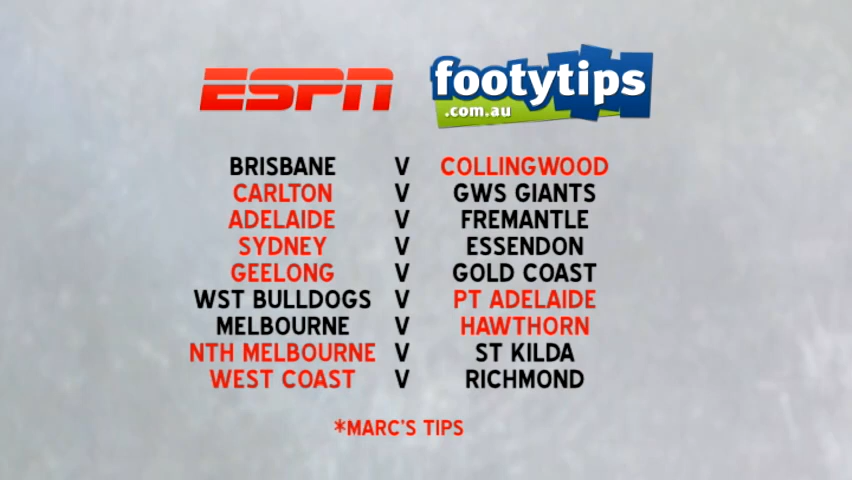 ESPN footytips
.com.au
BRISBANE V COLLINGWOOD
CARLTON V GWS GIANTS
ADELAIDE V FREMANTLE
SYDNEY V ESSENDON
GEELONG V GOLD COAST
WST BULLDOGS V PT ADELAIDE
MELBOURNE V HAWTHORN
NTH MELBOURNE V ST KILDA
WEST COAST V RICHMOND
*MARC'S TIPS